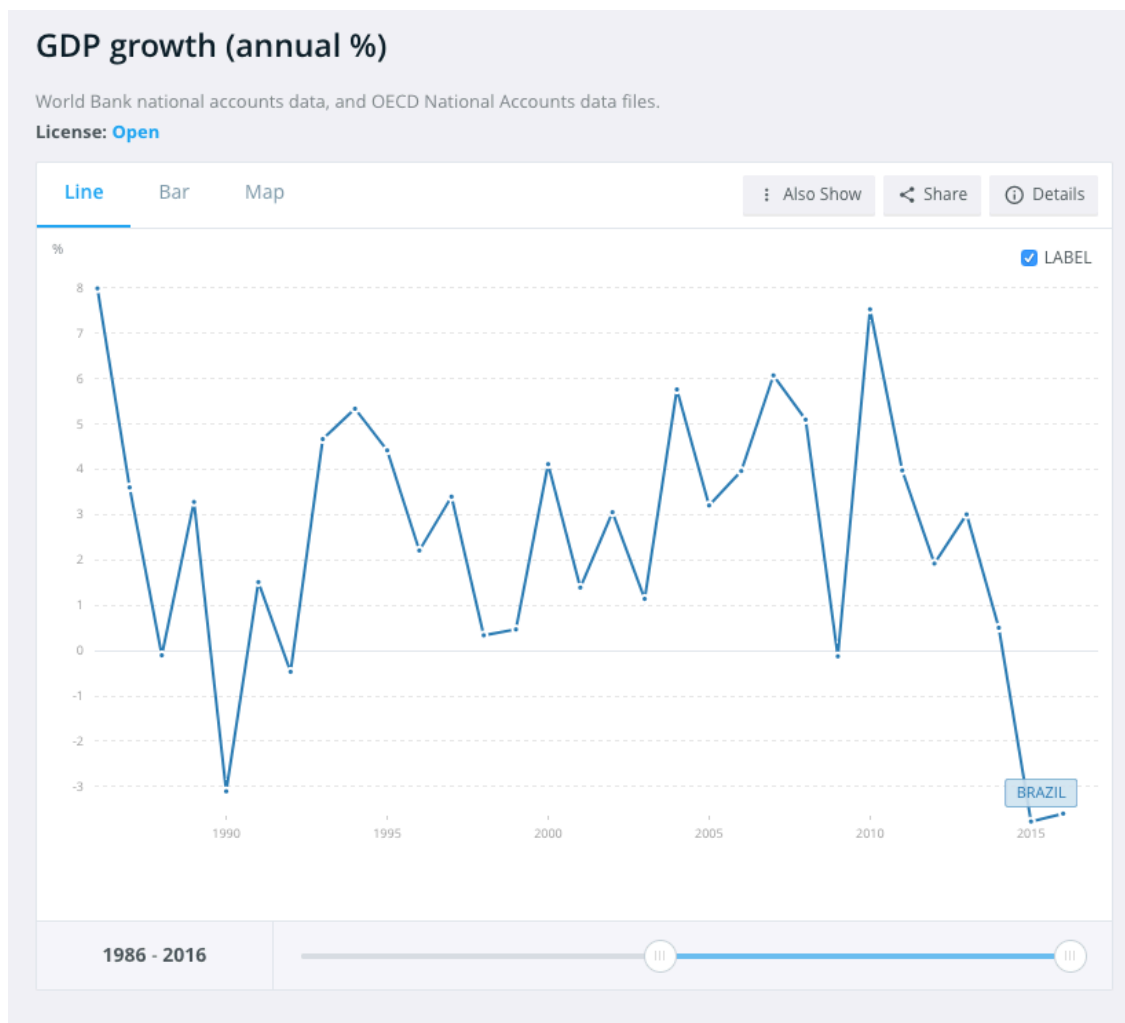 GDP growth (annual %)
World Bank national accounts data, and OECD National Accounts data files.
License: Open
Line Bar Map Also Show Share Details
%
LABEL
8
7
6
5
4
3
2
1
0
-1
-2
-3
BRAZIL
1990 1995 2000 2005 2010 2015
1986 - 2016